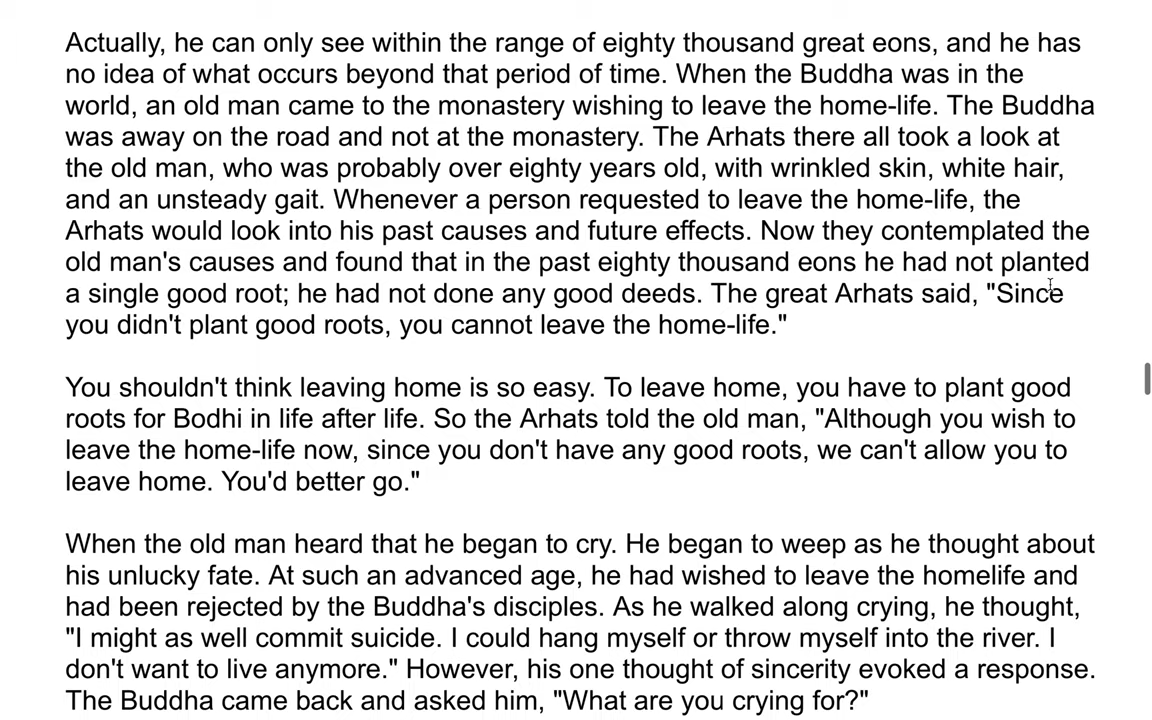 Actually, he can only see within the range of eighty thousand great eons, and he has
no idea of what occurs beyond that period of time. When the Buddha was in the
world, an old man came to the monastery wishing to leave the home-life. The Buddha
was away on the road and not at the monastery. The Arhats there all took a look at
the old man, who was probably over eighty years old, with wrinkled skin, white hair,
and an unsteady gait. Whenever a person requested to leave the home-life, the
Arhats would look into his past causes and future effects. Now they contemplated the
old man's causes and found that in the past eighty thousand eons he had not planted
a single good root; he had not done any good deeds. The great Arhats said, "Since
you didn't plant good roots, you cannot leave the home-life."
You shouldn't think leaving home is so easy. To leave home, you have to plant good
roots for Bodhi in life after life. So the Arhats told the old man, "Although you wish to
leave the home-life now, since you don't have any good roots, we can't allow you to
leave home. You'd better go."
When the old man heard that he began to cry. He began to weep as he thought about
his unlucky fate. At such an advanced age, he had wished to leave the homelife and
had been rejected by the Buddha's disciples. As he walked along crying, he thought,
"I might as well commit suicide. I could hang myself or throw myself into the river. I
don't want to live anymore." However, his one thought of sincerity evoked a response.
The Buddha came back and asked him, "What are you crying for?"